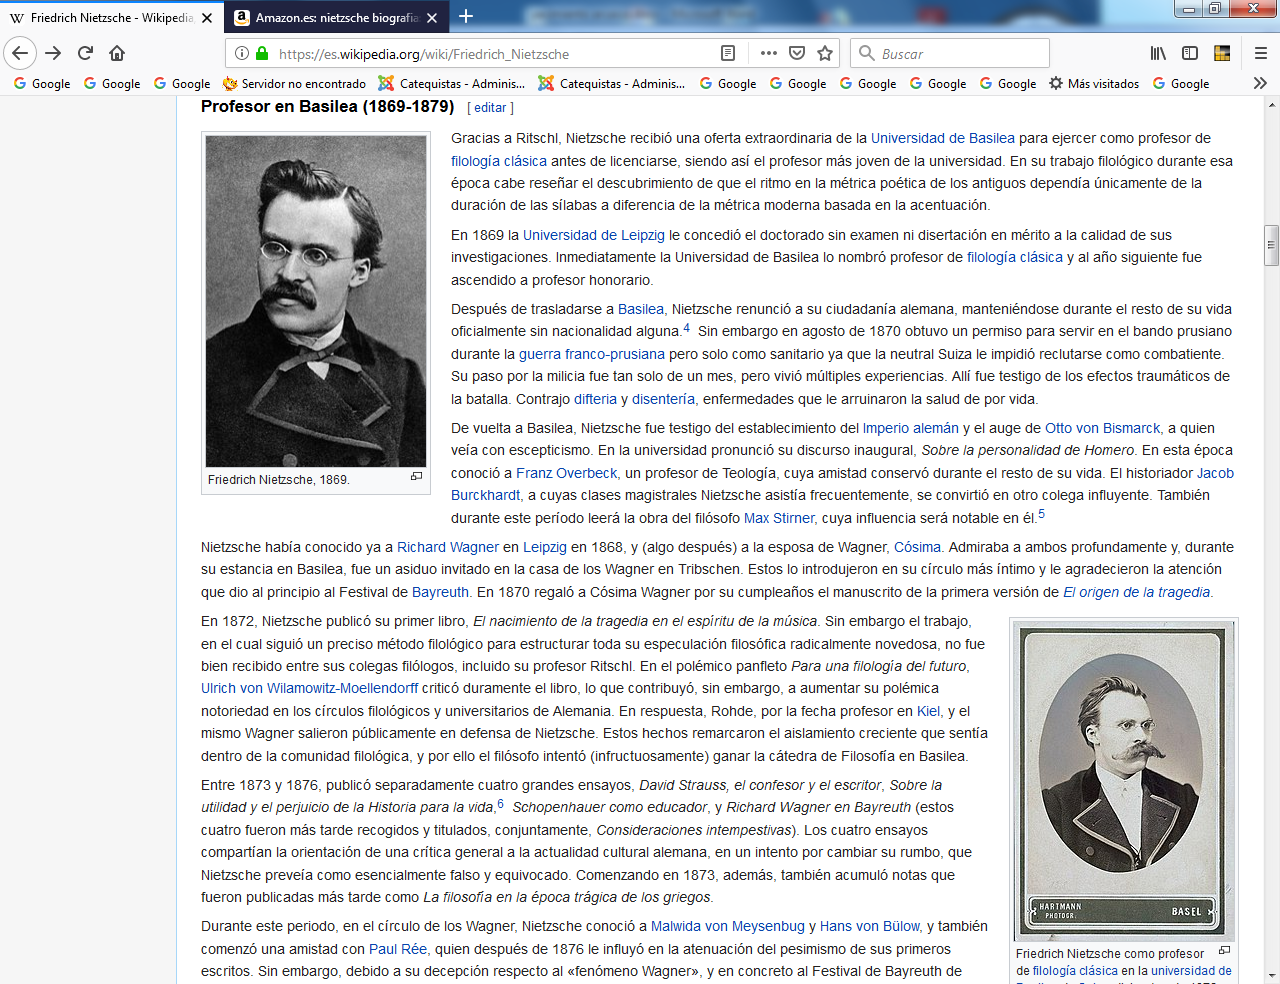 Friedrich Nietzsche - Wikipedia
Amazon.es: nietzsche biografia
https://es.wikipedia.org/wiki/Friedrich_Nietzsche
Buscar
Google
Google
Google
Servidor no encontrado
Catequistas - Adminis...
Catequistas - Adminis...
Google
Google
Google
Google
Google
Más visitados
Google
Profesor en Basilea (1869-1879) [ editar ]
Gracias a Ritschl, Nietzsche recibió una oferta extraordinaria de la Universidad de Basilea para ejercer como profesor de
filología clásica antes de licenciarse, siendo así el profesor más joven de la universidad. En su trabajo filológico durante esa
época cabe reseñar el descubrimiento de que el ritmo en la métrica poética de los antiguos dependía únicamente de la
duración de las sílabas a diferencia de la métrica moderna basada en la acentuación.
En 1869 la Universidad de Leipzig le concedió el doctorado sin examen ni disertación en mérito a la calidad de sus
investigaciones. Inmediatamente la Universidad de Basilea lo nombró profesor de filología clásica y al año siguiente fue
ascendido a profesor honorario.
Después de trasladarse a Basilea, Nietzsche renunció a su ciudadanía alemana, manteniéndose durante el resto de su vida
oficialmente sin nacionalidad alguna.4 Sin embargo en agosto de 1870 obtuvo un permiso para servir en el bando prusiano
durante la guerra franco-prusiana pero solo como sanitario ya que la neutral Suiza le impidió reclutarse como combatiente.
Su paso por la milicia fue tan solo de un mes, pero vivió múltiples experiencias. Allí fue testigo de los efectos traumáticos de
la batalla. Contrajo difteria y disentería, enfermedades que le arruinaron la salud de por vida.
De vuelta a Basilea, Nietzsche fue testigo del establecimiento del Imperio alemán y el auge de Otto von Bismarck, a quien
veía con escepticismo. En la universidad pronunció su discurso inaugural, Sobre la personalidad de Homero. En esta época
conoció a Franz Overbeck, un profesor de Teología, cuya amistad conservó durante el resto de su vida. El historiador Jacob
Burckhardt, a cuyas clases magistrales Nietzsche asistía frecuentemente, se convirtió en otro colega influyente. También
durante este período leerá la obra del filósofo Max Stirner, cuya influencia será notable en él.5
Friedrich Nietzsche, 1869.
Nietzsche había conocido ya a Richard Wagner en Leipzig en 1868, y (algo después) a la esposa de Wagner, Cósima. Admiraba a ambos profundamente y, durante
su estancia en Basilea, fue un asiduo invitado en la casa de los Wagner en Tribschen. Estos lo introdujeron en su círculo más íntimo y le agradecieron la atención
que dio al principio al Festival de Bayreuth. En 1870 regaló a Cósima Wagner por su cumpleaños el manuscrito de la primera versión de El origen de la tragedia.
En 1872, Nietzsche publicó su primer libro, El nacimiento de la tragedia en el espíritu de la música. Sin embargo el trabajo,
en el cual siguió un preciso método filológico para estructurar toda su especulación filosófica radicalmente novedosa, no fue
bien recibido entre sus colegas filólogos, incluido su profesor Ritschl. En el polémico panfleto Para una filología del futuro,
Ulrich von Wilamowitz-Moellendorff criticó duramente el libro, lo que contribuyó, sin embargo, a aumentar su polémica
notoriedad en los círculos filológicos y universitarios de Alemania. En respuesta, Rohde, por la fecha profesor en Kiel, y el
mismo Wagner salieron públicamente en defensa de Nietzsche. Estos hechos remarcaron el aislamiento creciente que sentía
dentro de la comunidad filológica, y por ello el filósofo intentó (infructuosamente) ganar la cátedra de Filosofía en Basilea.
Entre 1873 y 1876, publicó separadamente cuatro grandes ensayos, David Strauss, el confesor y el escritor, Sobre la
utilidad y el perjuicio de la Historia para la vida,6 Schopenhauer como educador, y Richard Wagner en Bayreuth (estos
cuatro fueron más tarde recogidos y titulados, conjuntamente, Consideraciones intempestivas). Los cuatro ensayos
compartían la orientación de una crítica general a la actualidad cultural alemana, en un intento por cambiar su rumbo, que
Nietzsche preveía como esencialmente falso y equivocado. Comenzando en 1873, además, también acumuló notas que
fueron publicadas más tarde como La filosofía en la época trágica de los griegos.
Durante este periodo, en el círculo de los Wagner, Nietzsche conoció a Malwida von Meysenbug y Hans von Bülow, y también
comenzó una amistad con Paul Rée, quien después de 1876 le influyó en la atenuación del pesimismo de sus primeros
escritos. Sin embargo, debido a su decepción respecto al «fenómeno Wagner», y en concreto al Festival de Bayreuth de
HARTMANN
PHOTOGR.
BASEL
Friedrich Nietzsche como profesor
de filología clásica en la universidad de